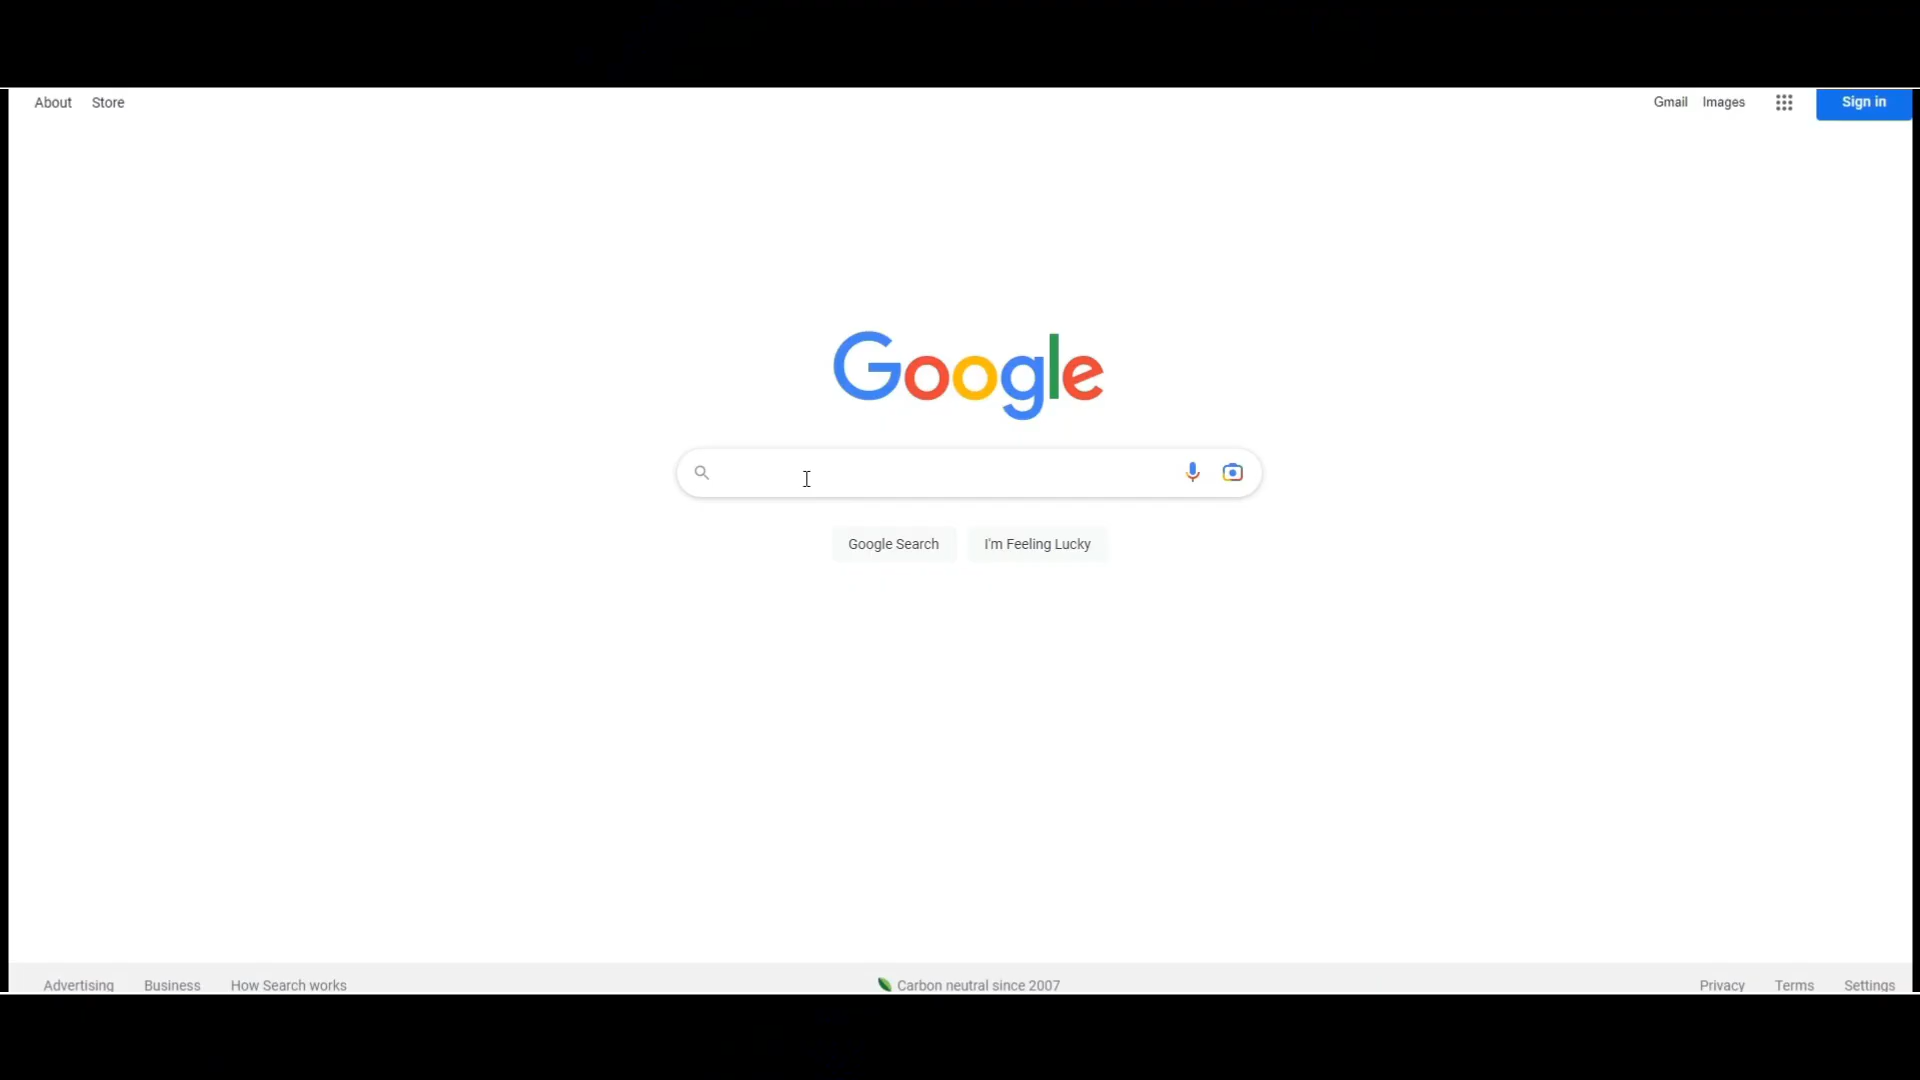 About Store
Gmail Images Sign in
Google
Google Search I'm Feeling Lucky
Advertising Business How Search works
Carbon neutral since 2007
Privacy Terms Settings